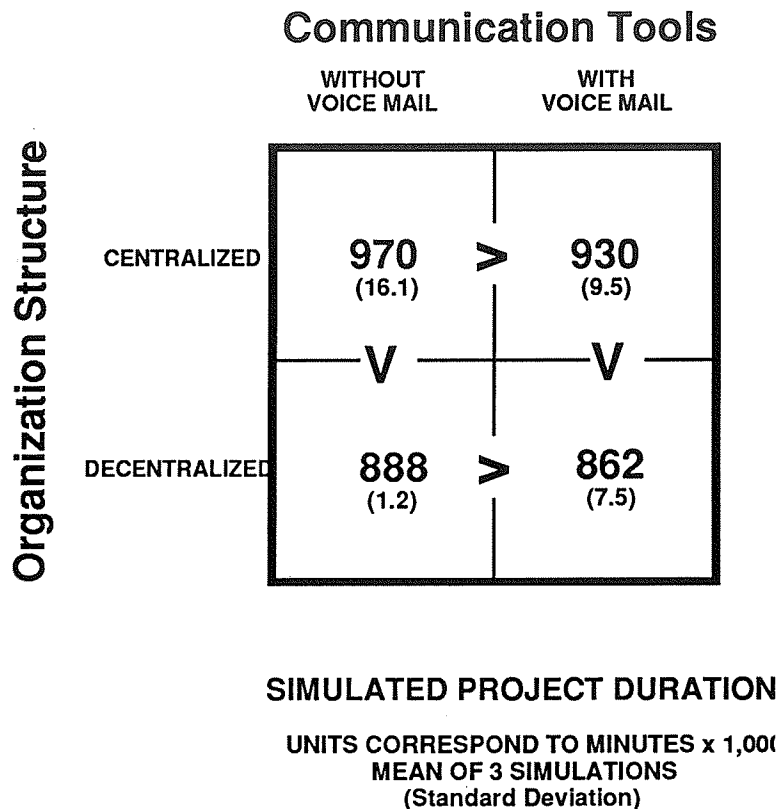 Communication Tools
WITHOUT
VOICE MAIL
WITH
VOICE MAIL
Organization Structure
CENTRALIZED
970 > 930
(16.1) (9.5)
V V
DECENTRALIZED
888 > 862
(1.2) (7.5)
SIMULATED PROJECT DURATION
UNITS CORRESPOND TO MINUTES x 1,00
MEAN OF 3 SIMULATIONS
(Standard Deviation)